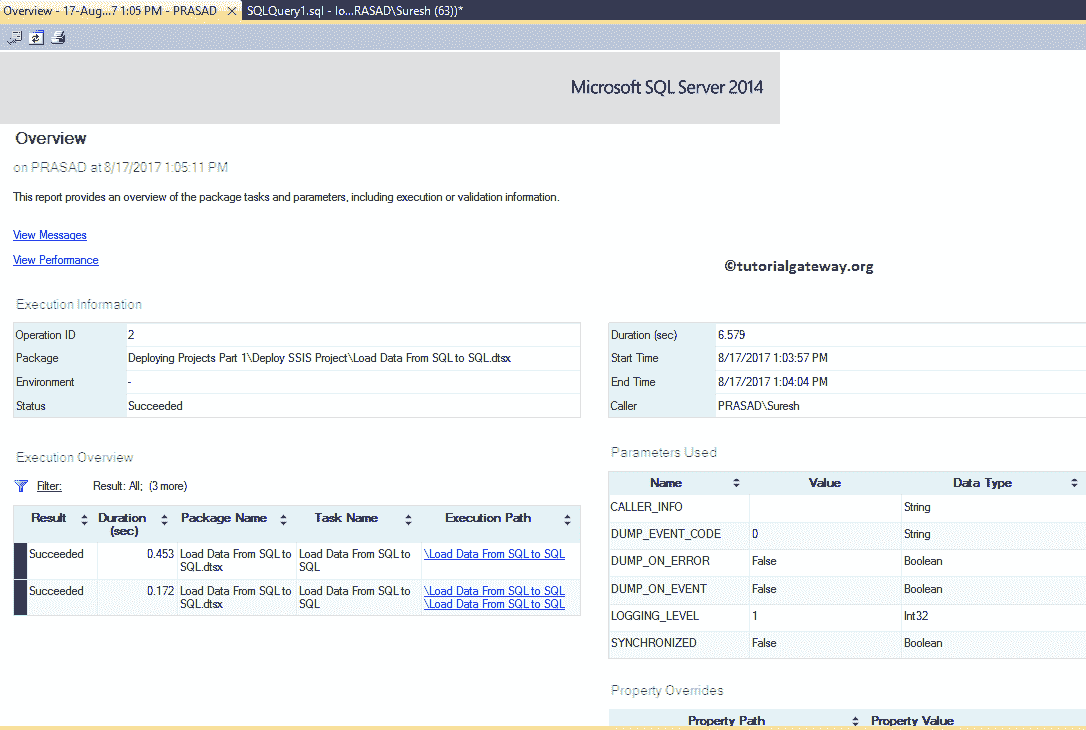 Overview - 17-Aug...7 1:05 PM - PRASAD
SQLQuery1.sql - lo...RASAD\Suresh (63))*
Microsoft SQL Server 2014
Overview
on PRASAD at 8/17/2017 1:05:11 PM
This report provides an overview of the package tasks and parameters, including execution or validation information.
View Messages
View Performance
©tutorialgateway.org
Execution Information
Operation ID 2
Package Deploying Projects Part 1\Deploy SSIS Project\Load Data From SQL to SQL.dtsx
Environment -
Status Succeeded
Duration (sec) 6.579
Start Time 8/17/2017 1:03:57 PM
End Time 8/17/2017 1:04:04 PM
Caller PRASAD\Suresh
Execution Overview
Filter: Result: All; (3 more)
Result Duration (sec) Package Name Task Name Execution Path
Succeeded 0.453 Load Data From SQL to Load Data From SQL to \Load Data From SQL to SQL
SQL.dtsx SQL
Succeeded 0.172 Load Data From SQL to Load Data From SQL to \Load Data From SQL to SQL
SQL.dtsx SQL \Load Data From SQL to SQL
Parameters Used
Name Value Data Type
CALLER_INFO String
DUMP_EVENT_CODE 0 String
DUMP_ON_ERROR False Boolean
DUMP_ON_EVENT False Boolean
LOGGING_LEVEL 1 Int32
SYNCHRONIZED False Boolean
Property Overrides
Property Path Property Value